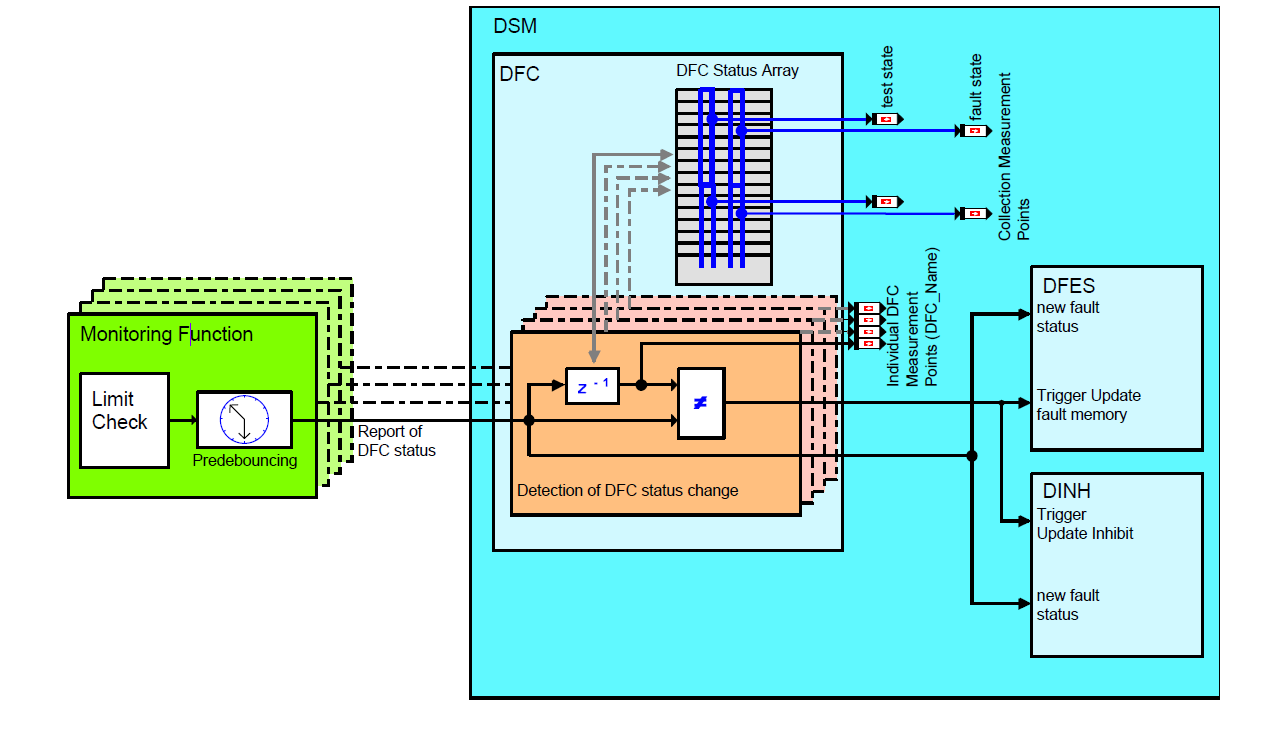 DSM
DFC
DFC Status Array
test state
fault state
Collection Measurement
Points
Individual DFC
Measurement
Points (DFC_Name)
Monitoring Function
Limit
Check
Predebouncing
Report of
DFC status
z - 1
≠
Detection of DFC status change
DFES
new fault
status
Trigger Update
fault memory
DINH
Trigger
Update Inhibit
new fault
status